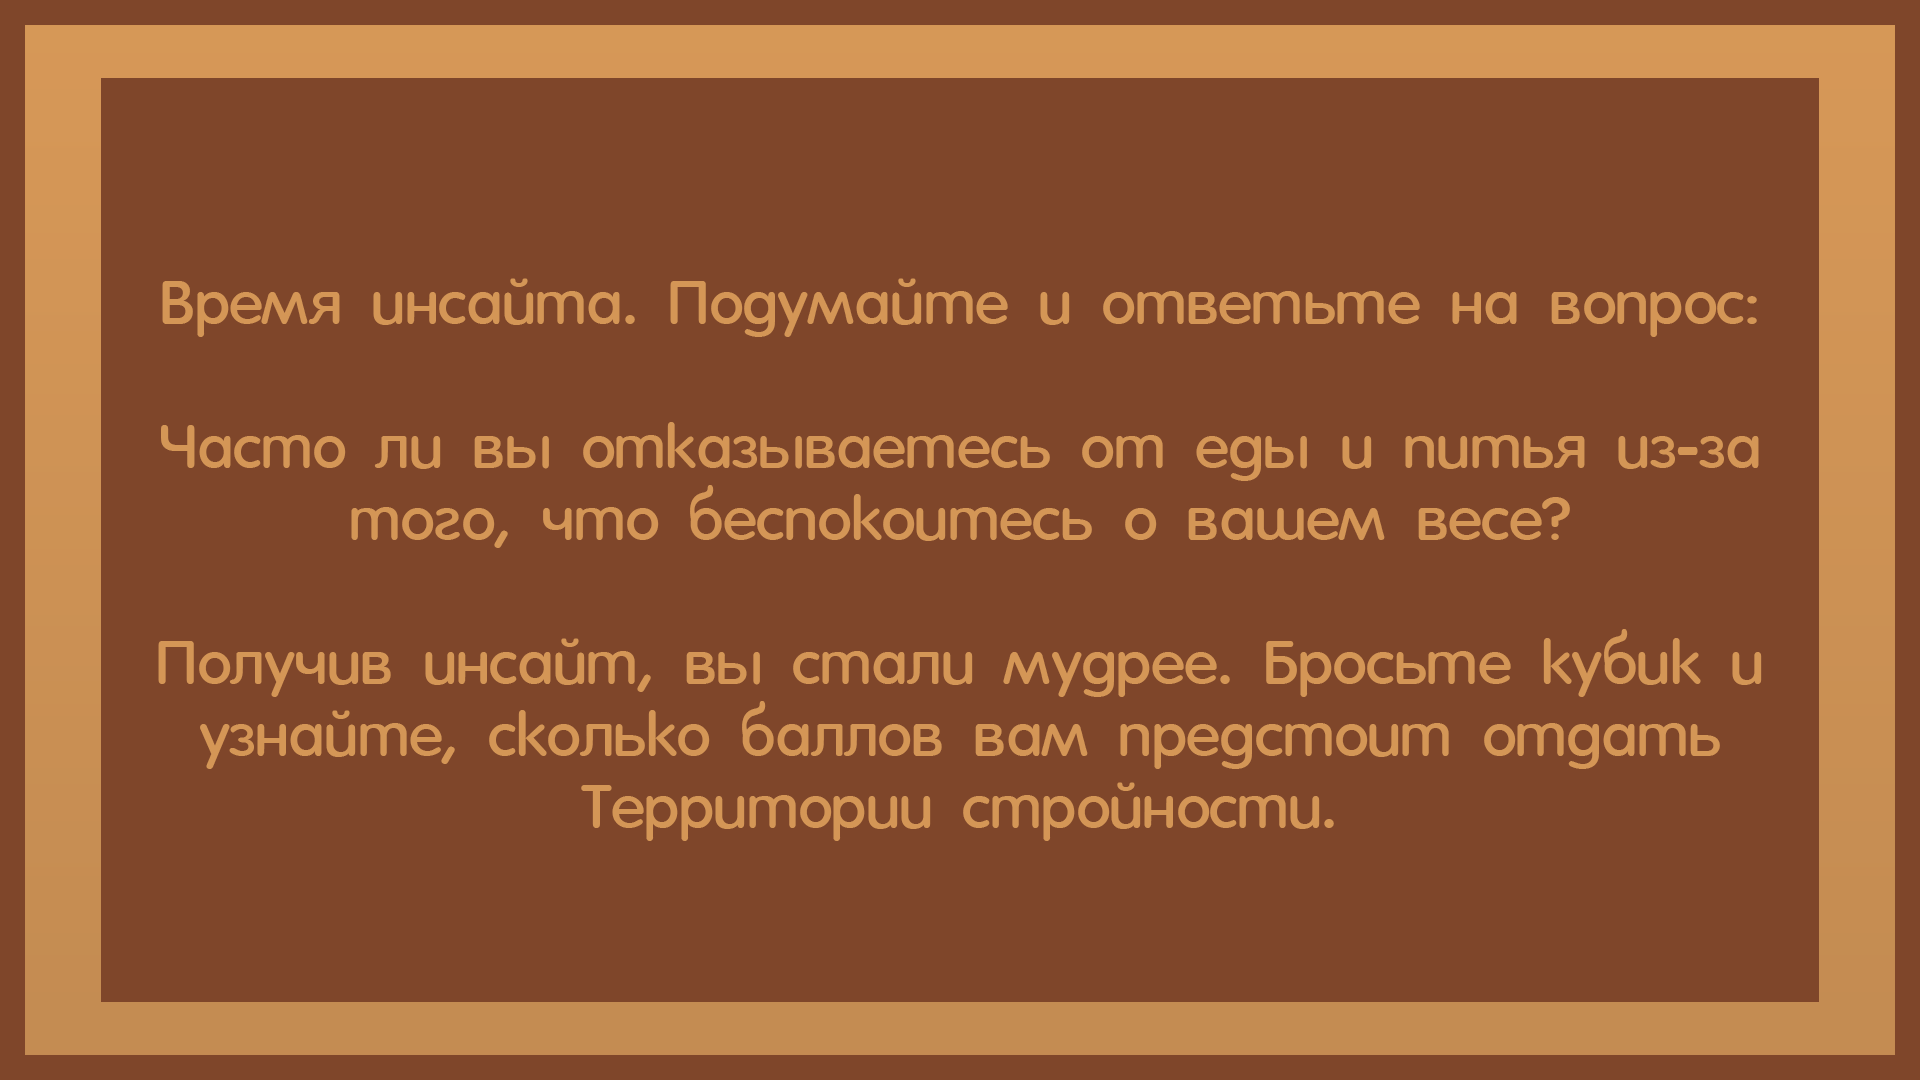 Время инсайта. Подумайте и ответьте на вопрос:
Часто ли вы отказываетесь от еды и питья из-за
того, что беспокоитесь о вашем весе?
Получив инсайт, вы стали мудрее. Бросьте кубик и
узнайте, сколько баллов вам предстоит отдать
Территории стройности.